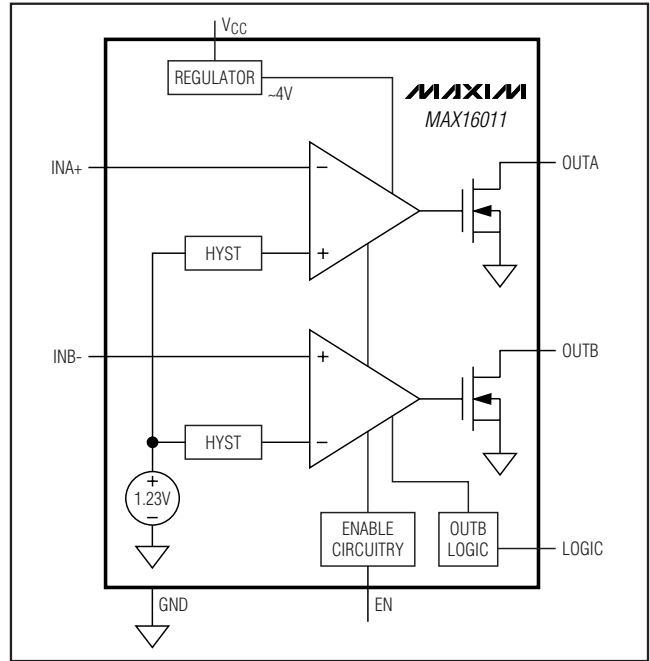 VCC
REGULATOR
~4V
MAXIM
MAX16011
INA+
−
OUTA
HYST
+
INB-
+
OUTB
HYST
−
+
1.23V
−
ENABLE
CIRCUITRY
OUTB
LOGIC
LOGIC
GND
EN